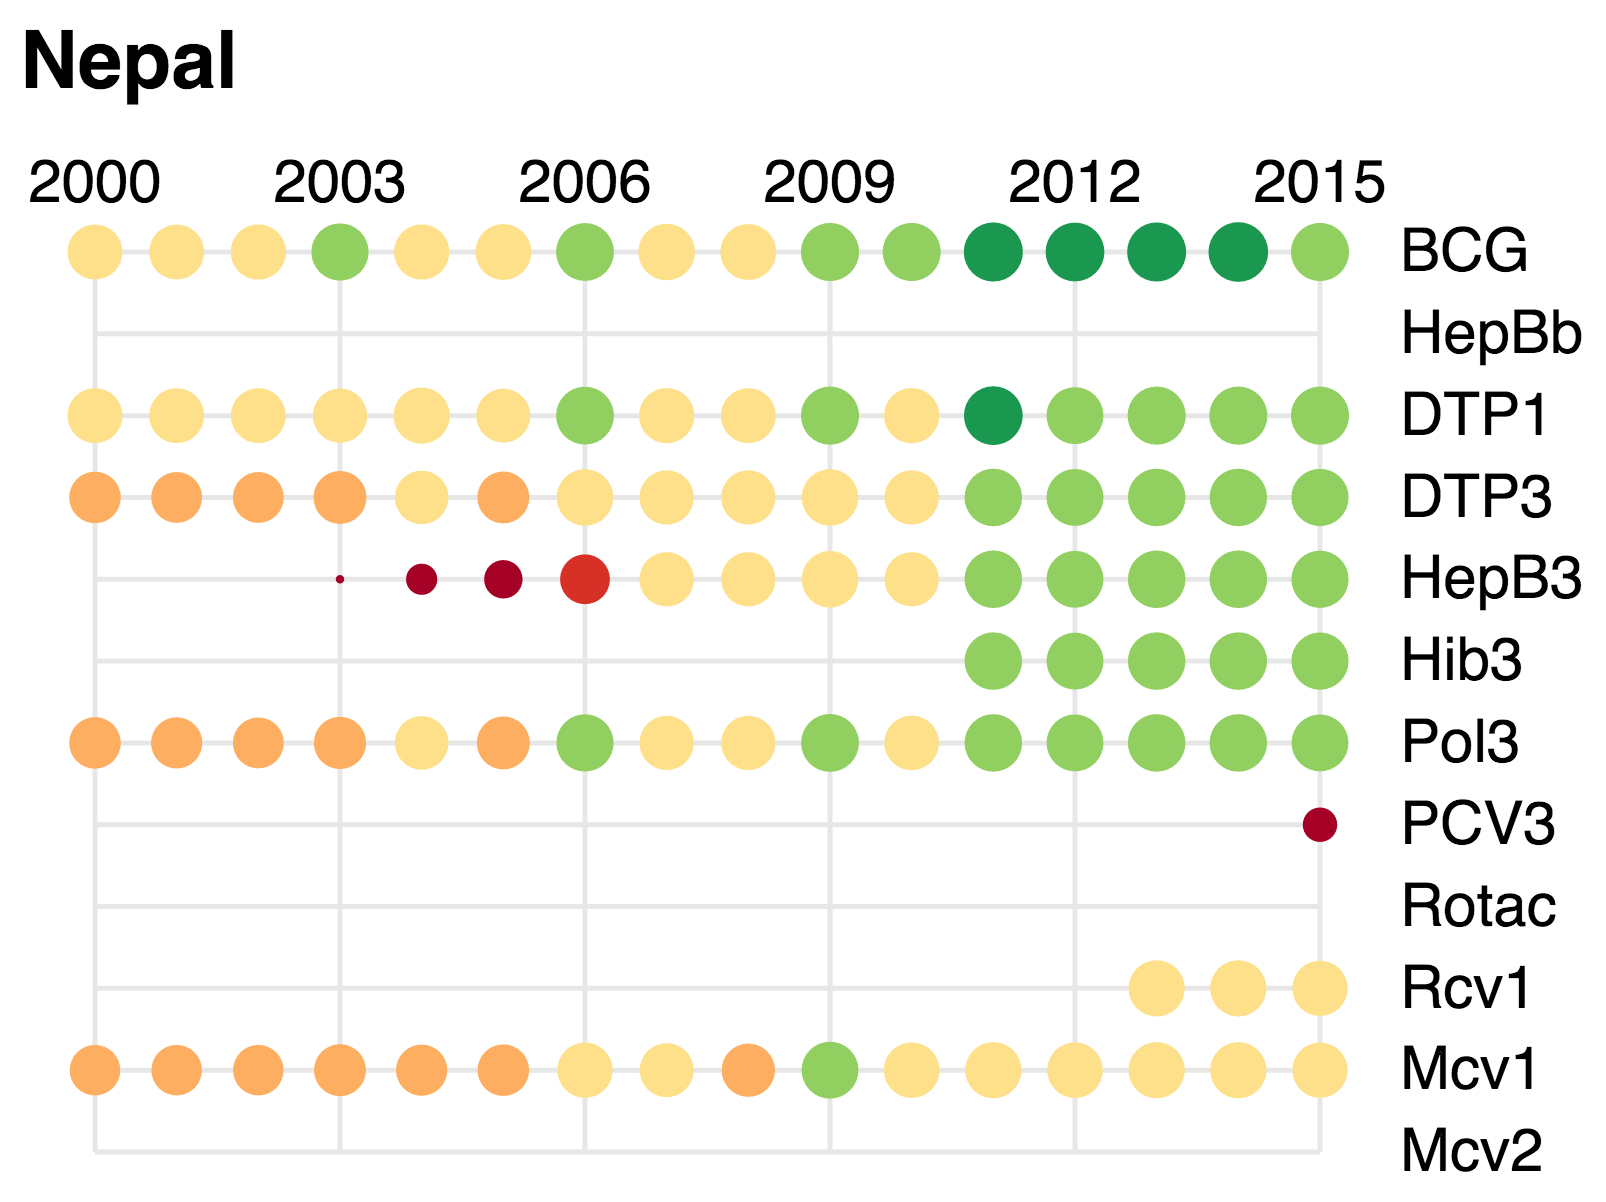 Nepal
2000 2003 2006 2009 2012 2015
BCG
HepBb
DTP1
DTP3
HepB3
Hib3
Pol3
PCV3
Rotac
Rcv1
Mcv1
Mcv2